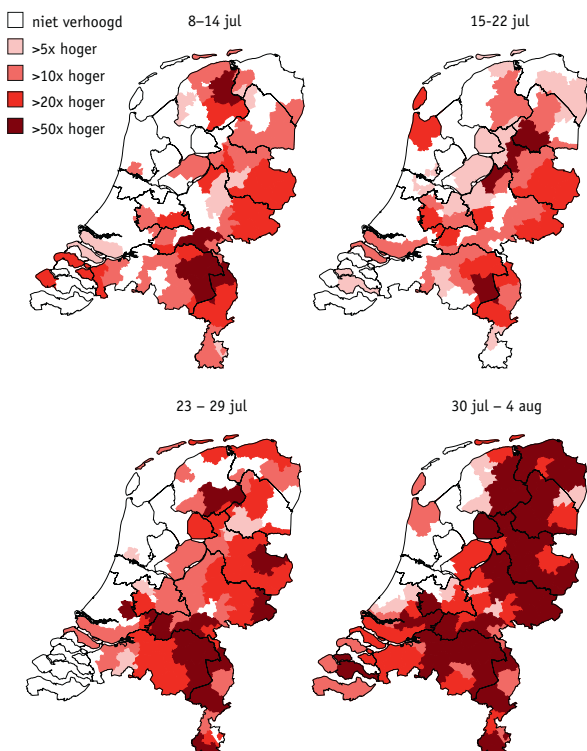 niet verhoogd
>5x hoger
>10x hoger
>20x hoger
>50x hoger
8–14 jul
15-22 jul
23 – 29 jul
30 jul – 4 aug